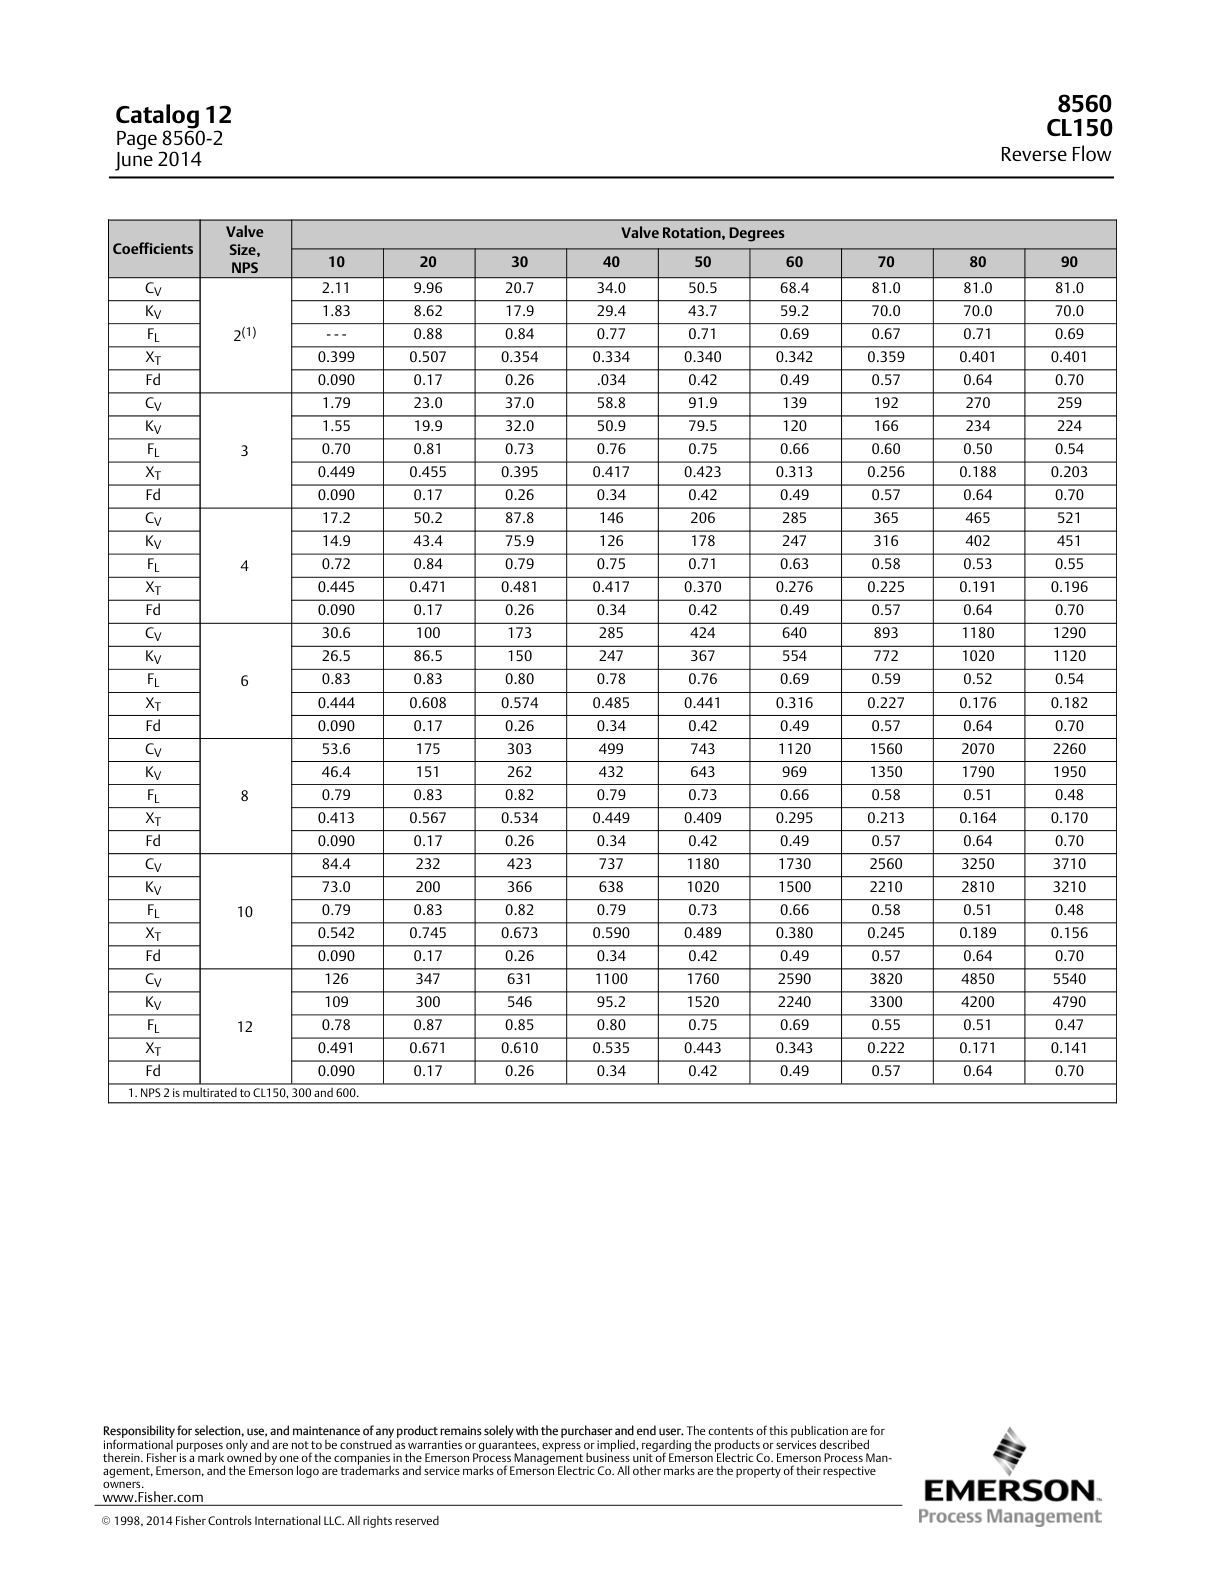 Catalog 12
Page 8560-2
June 2014
8560
CL150
Reverse Flow
Coefficients Valve Size, NPS Valve Rotation, Degrees
10 20 30 40 50 60 70 80 90
CV 2(1) 2.11 9.96 20.7 34.0 50.5 68.4 81.0 81.0 81.0
KV 1.83 8.62 17.9 29.4 43.7 59.2 70.0 70.0 70.0
FL --- 0.88 0.84 0.77 0.71 0.69 0.67 0.71 0.69
XT 0.399 0.507 0.354 0.334 0.340 0.342 0.359 0.401 0.401
Fd 0.090 0.17 0.26 .034 0.42 0.49 0.57 0.64 0.70
CV 3 1.79 23.0 37.0 58.8 91.9 139 192 270 259
KV 1.55 19.9 32.0 50.9 79.5 120 166 234 224
FL 0.70 0.81 0.73 0.76 0.75 0.66 0.60 0.50 0.54
XT 0.449 0.455 0.395 0.417 0.423 0.313 0.256 0.188 0.203
Fd 0.090 0.17 0.26 0.34 0.42 0.49 0.57 0.64 0.70
CV 4 17.2 50.2 87.8 146 206 285 365 465 521
KV 14.9 43.4 75.9 126 178 247 316 402 451
FL 0.72 0.84 0.79 0.75 0.71 0.63 0.58 0.53 0.55
XT 0.445 0.471 0.481 0.417 0.370 0.276 0.225 0.191 0.196
Fd 0.090 0.17 0.26 0.34 0.42 0.49 0.57 0.64 0.70
CV 6 30.6 100 173 285 424 640 893 1180 1290
KV 26.5 86.5 150 247 367 554 772 1020 1120
FL 0.83 0.83 0.80 0.78 0.76 0.69 0.59 0.52 0.54
XT 0.444 0.608 0.574 0.485 0.441 0.316 0.227 0.176 0.182
Fd 0.090 0.17 0.26 0.34 0.42 0.49 0.57 0.64 0.70
CV 8 53.6 175 303 499 743 1120 1560 2070 2260
KV 46.4 151 262 432 643 969 1350 1790 1950
FL 0.79 0.83 0.82 0.79 0.73 0.66 0.58 0.51 0.48
XT 0.413 0.567 0.534 0.449 0.409 0.295 0.213 0.164 0.170
Fd 0.090 0.17 0.26 0.34 0.42 0.49 0.57 0.64 0.70
CV 10 84.4 232 423 737 1180 1730 2560 3250 3710
KV 73.0 200 366 638 1020 1500 2210 2810 3210
FL 0.79 0.83 0.82 0.79 0.73 0.66 0.58 0.51 0.48
XT 0.542 0.745 0.673 0.590 0.489 0.380 0.245 0.189 0.156
Fd 0.090 0.17 0.26 0.34 0.42 0.49 0.57 0.64 0.70
CV 12 126 347 631 1100 1760 2590 3820 4850 5540
KV 109 300 546 95.2 1520 2240 3300 4200 4790
FL 0.78 0.87 0.85 0.80 0.75 0.69 0.55 0.51 0.47
XT 0.491 0.671 0.610 0.535 0.443 0.343 0.222 0.171 0.141
Fd 0.090 0.17 0.26 0.34 0.42 0.49 0.57 0.64 0.70
1. NPS 2 is multirated to CL150, 300 and 600.
Responsibility for selection, use, and maintenance of any product remains solely with the purchaser and end user. The contents of this publication are for
informational purposes only and are not to be construed as warranties or guarantees, express or implied, regarding the products or services described
therein. Fisher is a mark owned by one of the companies in the Emerson Process Management business unit of Emerson Electric Co. Emerson Process Man-
agement, Emerson, and the Emerson logo are trademarks and service marks of Emerson Electric Co. All other marks are the property of their respective
owners.
www.Fisher.com
© 1998, 2014 Fisher Controls International LLC. All rights reserved
EMERSON™
Process Management